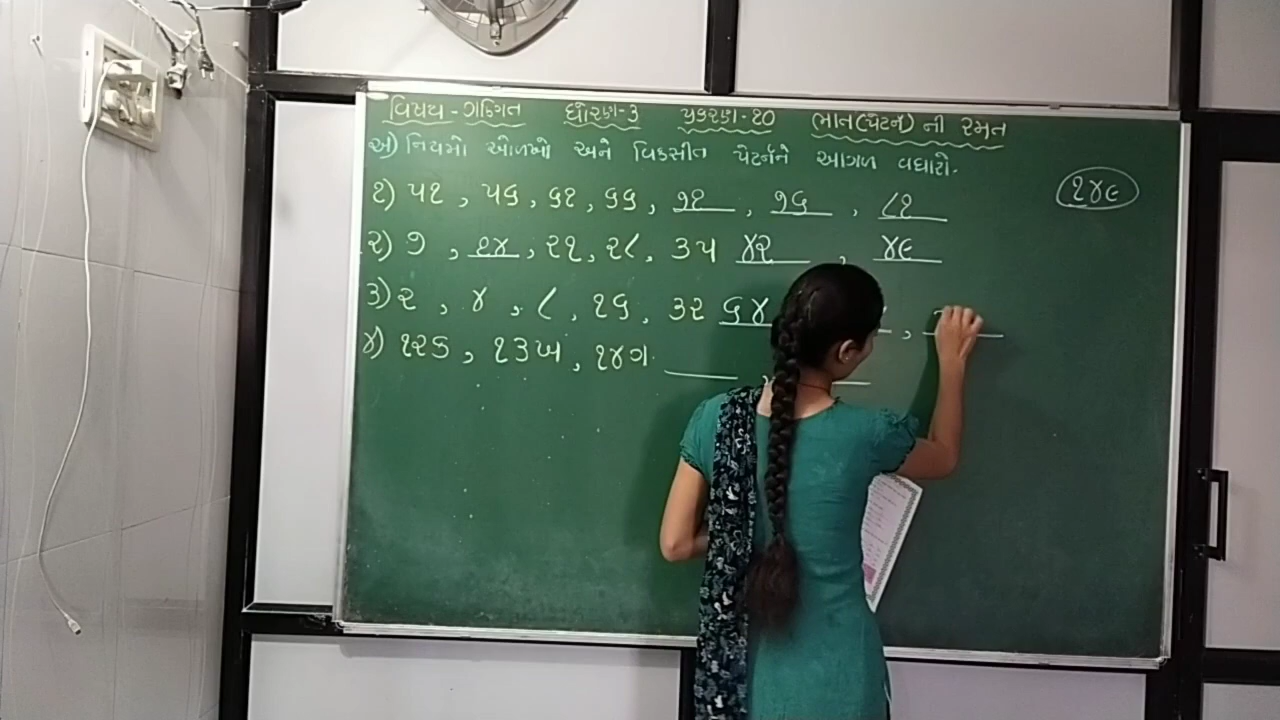 વિષય - ગણિત ધોરણ-૩ પ્રકરણ-૧૦ ભાત(પેટર્ન) ની રમત
અ) નિયમો ઓળખો અને વિકસીત પેટર્નને આગળ વધારો.
૧૪૯
૧) ૫૧, ૫૬, ૬૧, ૬૬, ૭૧, ૭૬, ૮૧
૨) ૭, ૧૪, ૨૧, ૨૮, ૩૫ ૪૨, ૪૯
૩) ૨, ૪, ૮, ૧૬, ૩૨ ૬૪
૪) ૧૨ક, ૧૩ખ, ૧૪ગ